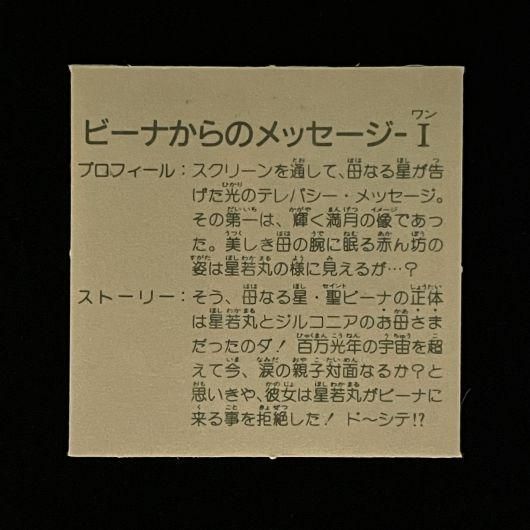 ビーナからのメッセージ-I
プロフィール：スクリーンを通して、母なる星が告
げた光のテレパシー・メッセージ。
その第一は、輝く満月の像であっ
た。美しき母の腕に眠る赤ん坊の
姿は星若丸の様に見えるが…？
ストーリー：そう、母なる星・聖ビーナの正体
は星若丸とジルコニアのお母さま
だったのダ！百万光年の宇宙を超
えて今、涙の親子対面なるか？と
思いきや、彼女は星若丸がビーナに
来る事を拒絶した！ド〜シテ!?